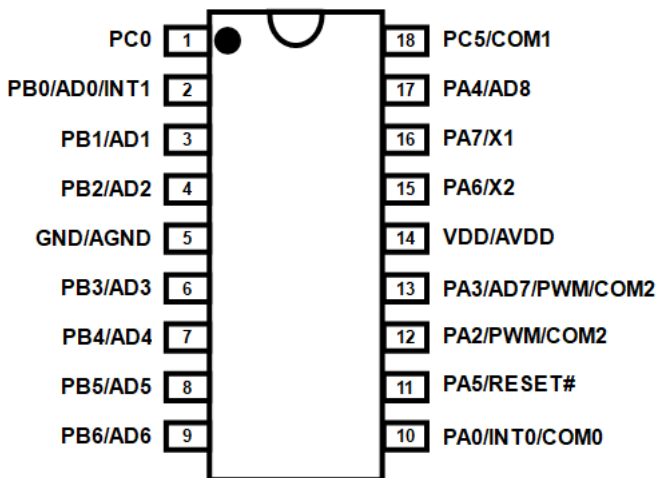 PC0 1 18 PC5/COM1
PB0/AD0/INT1 2 17 PA4/AD8
PB1/AD1 3 16 PA7/X1
PB2/AD2 4 15 PA6/X2
GND/AGND 5 14 VDD/AVDD
PB3/AD3 6 13 PA3/AD7/PWM/COM2
PB4/AD4 7 12 PA2/PWM/COM2
PB5/AD5 8 11 PA5/RESET#
PB6/AD6 9 10 PA0/INT0/COM0